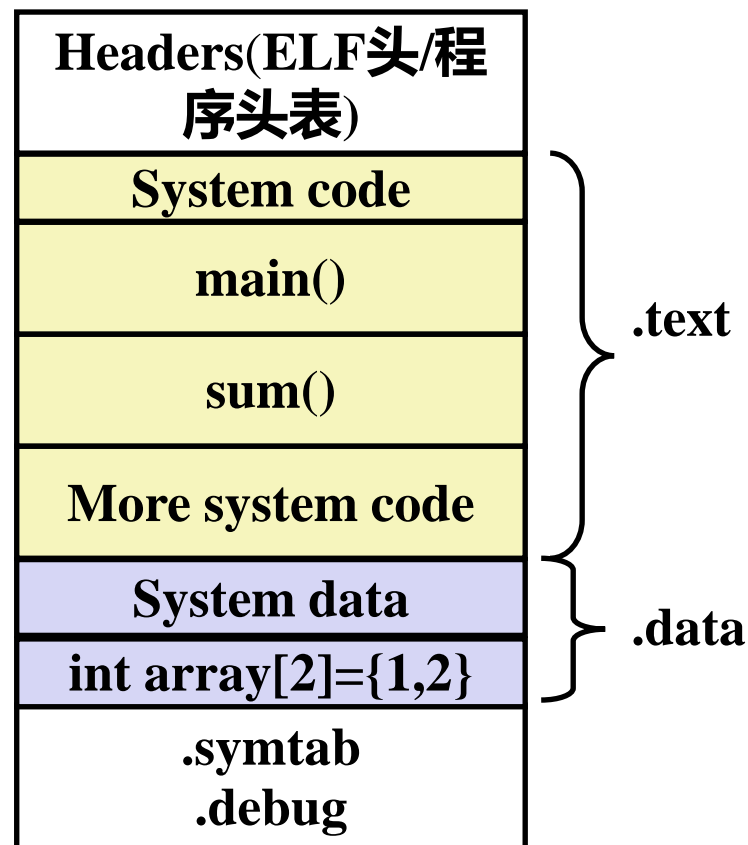 Headers(ELF头/程
序头表)
System code
main()
sum()
More system code
.text
System data
int array[2]={1,2}
.data
.symtab
.debug